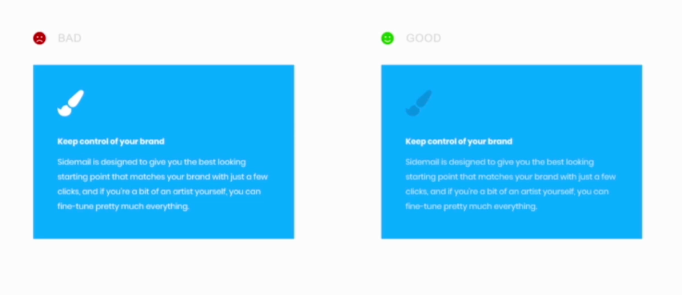 BAD
GOOD
Keep control of your brand
Sidemail is designed to give you the best looking
starting point that matches your brand with just a few
clicks, and if you're a bit of an artist yourself, you can
fine-tune pretty much everything.
Keep control of your brand
Sidemail is designed to give you the best looking
starting point that matches your brand with just a few
clicks, and if you're a bit of an artist yourself, you can
fine-tune pretty much everything.